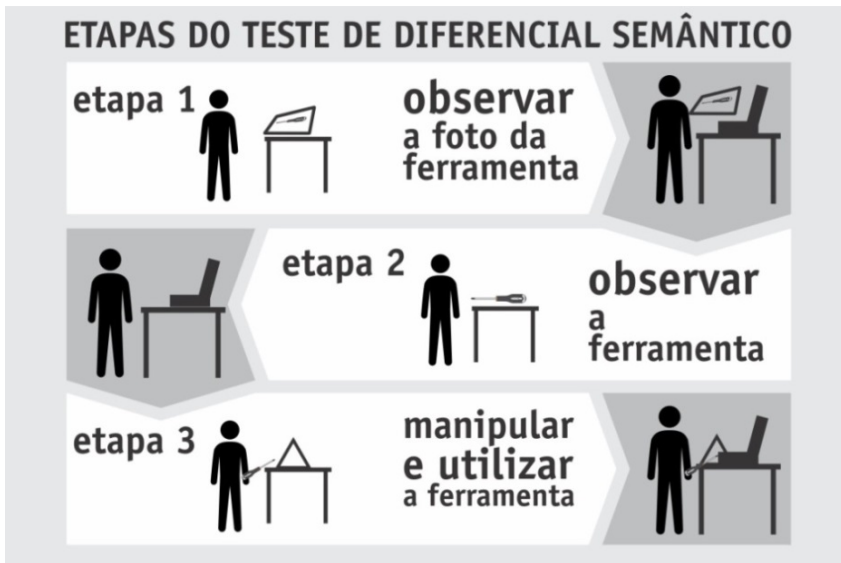 ETAPAS DO TESTE DE DIFERENCIAL SEMÂNTICO
etapa 1
observar
a foto da
ferramenta
etapa 2
observar
a
ferramenta
etapa 3
manipular
e utilizar
a ferramenta